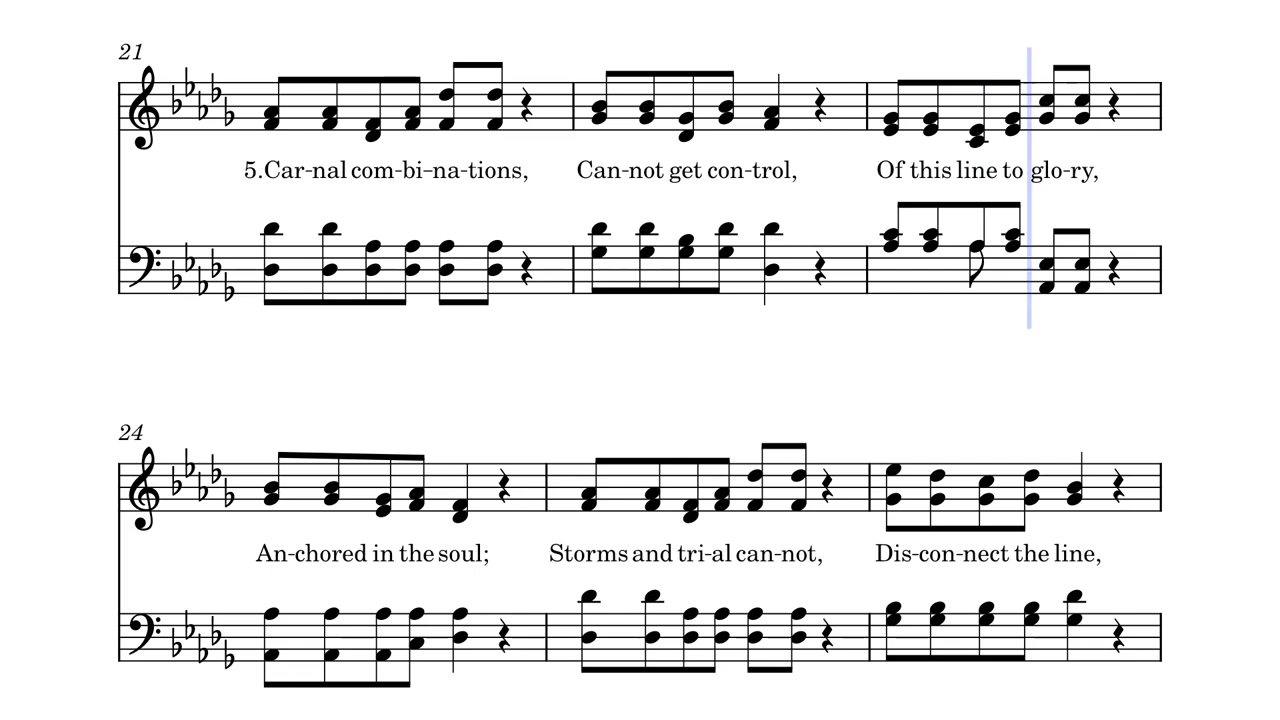 21
5.Car-nal com-bi-na-tions, Can-not get con-trol, Of this line to glo-ry,
24
An-chored in the soul; Storms and tri-al can-not, Dis-con-nect the line,